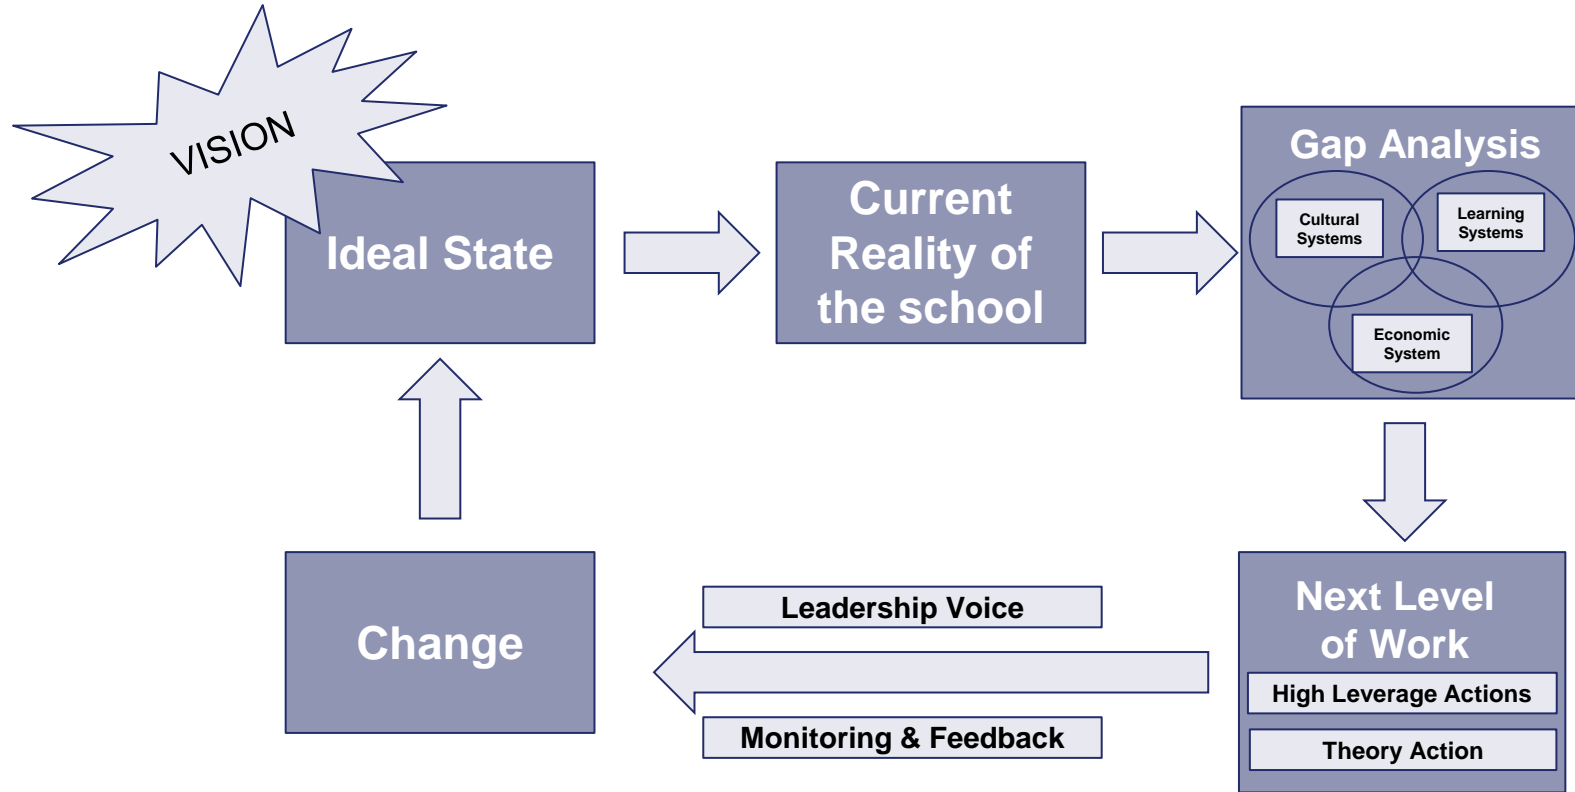 VISION
Ideal State
Current
Reality of
the school
Gap Analysis
Cultural
Systems
Learning
Systems
Economic
System
Next Level
of Work
High Leverage Actions
Theory Action
Leadership Voice
Monitoring & Feedback
Change